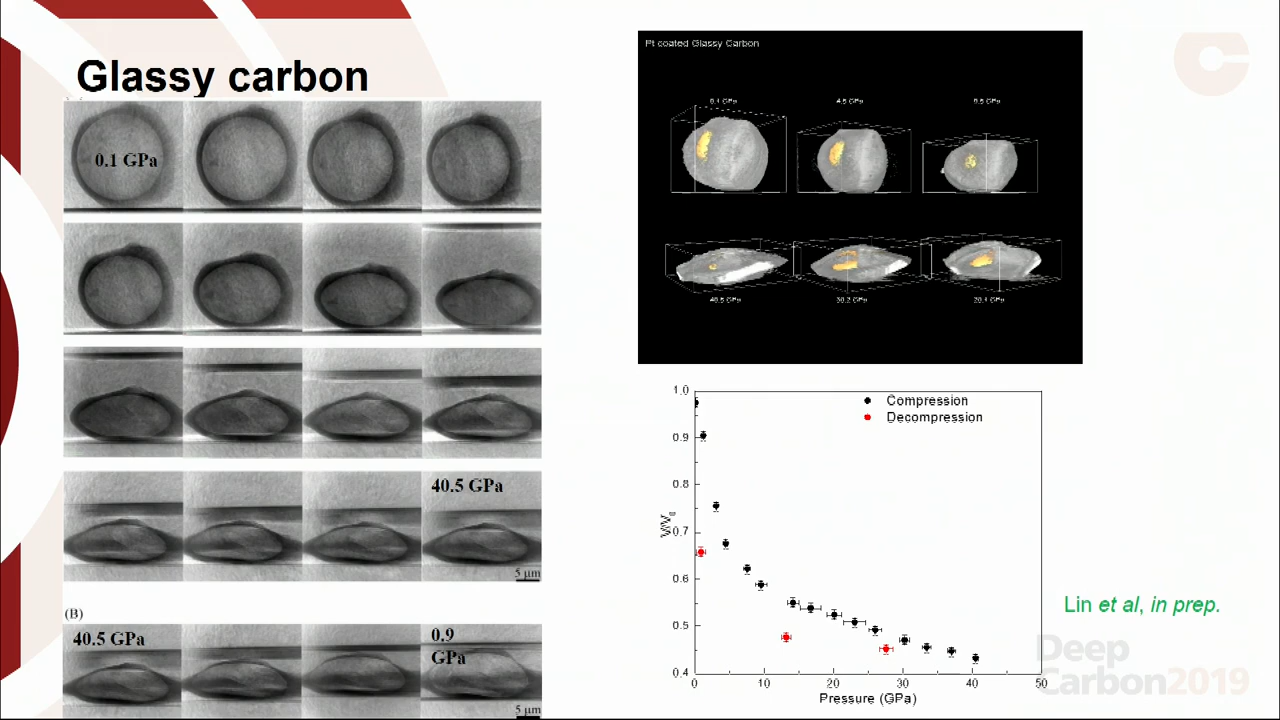 Glassy carbon
0.1 GPa
40.5 GPa
5 μm
(B)
40.5 GPa
0.9
GPa
5 μm
Pt coated Glassy Carbon
0.1 GPa
4.5 GPa
40.5 GPa
30.2 GPa
Compression
Decompression
1.0
0.9
0.8
0.7
0.6
0.5
0.4
V/V₀
0
10
20
30
40
50
Pressure (GPa)
Lin et al, in prep.
Deep
Carbon2019